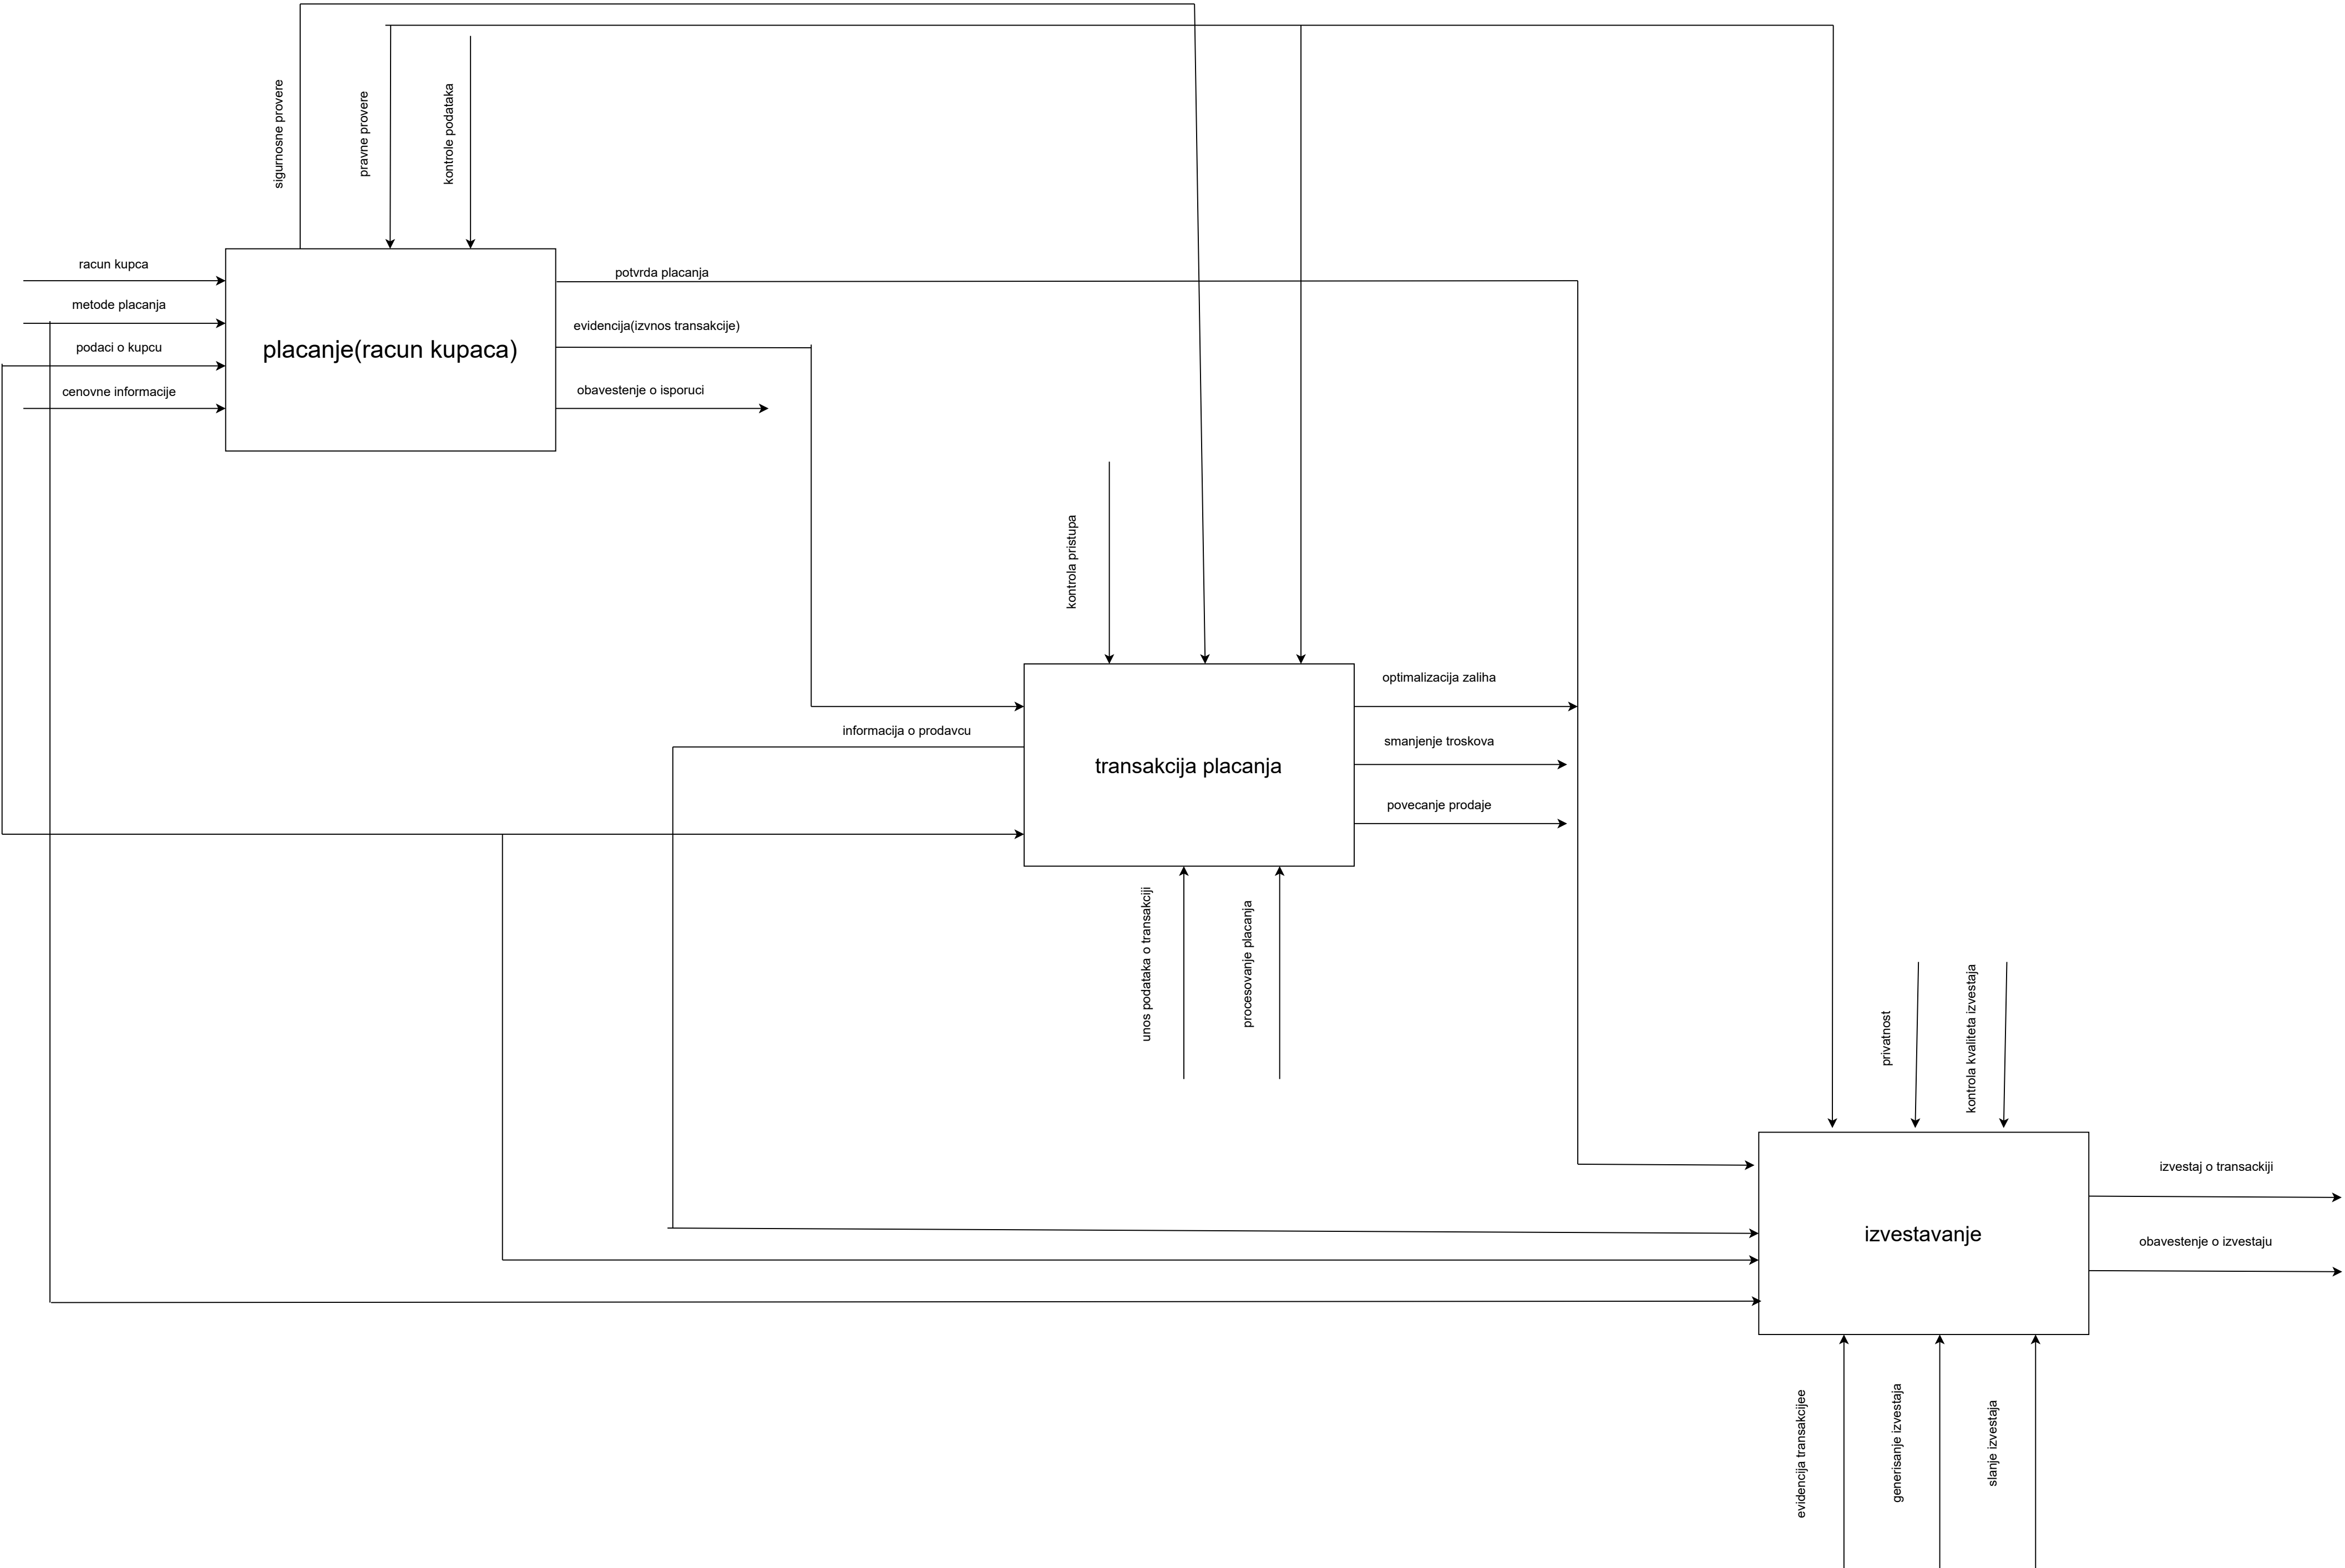 sigurnosne provere
pravne provere
kontrole podataka
racun kupca
metode placanja
podaci o kupcu
cenovne informacije
placanje(racun kupaca)
potvrda placanja
evidencija(izvnos transakcije)
obavestenje o isporuci
kontrola pristupa
informacija o prodavcu
transakcija placanja
optimalizacija zaliha
smanjenje troskova
povecanje prodaje
unos podataka o transakciji
procesovanje placanja
privatnost
kontrola kvaliteta izvestaja
izvestavanje
izvestaj o transackiji
obavestenje o izvestaju
evidencija transakcijee
generisanje izvestaja
slanje izvestaja